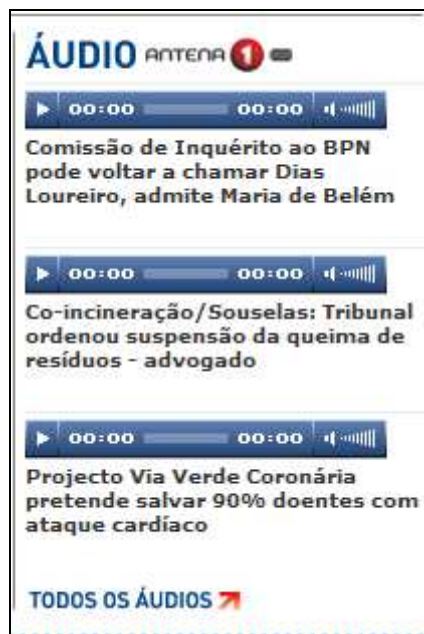 ÁUDIO ANTENA 1
00:00 00:00
Comissão de Inquérito ao BPN
pode voltar a chamar Dias
Loureiro, admite Maria de Belém
00:00 00:00
Co-incineração/Souselas: Tribunal
ordenou suspensão da queima de
resíduos - advogado
00:00 00:00
Projecto Via Verde Coronária
pretende salvar 90% doentes com
ataque cardíaco
TODOS OS ÁUDIOS